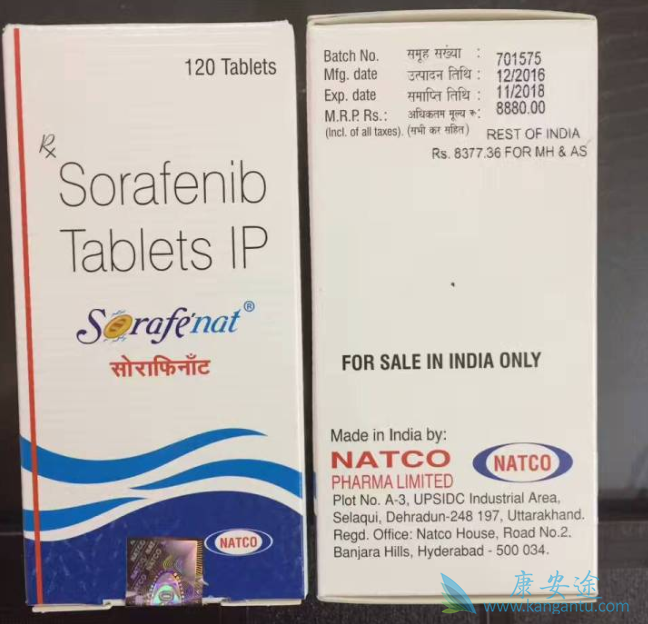 120 Tablets
Rx
Sorafenib
Tablets IP
Sorafénat®
सोराफिनाँट
NATCO
NATCO
Batch No. समूह सख्या : 701575
Mfg. date उत्पादन तिथि : 12/2016
Exp. date समाप्ति तिथि : 11/2018
M.R.P. Rs.: अधिकतम मूल्य रु: 8880.00
(Incl. of all taxes). (सभी कर सहित) REST OF INDIA
Rs. 8377.36 FOR MH & AS
FOR SALE IN INDIA ONLY
Made in India by:
NATCO
PHARMA LIMITED
NATCO
Plot No. A-3, UPSIDC Industrial Area,
Selaqui, Dehradun-248 197, Uttarakhand.
Regd. Office: Natco House, Road No.2,
Banjara Hills, Hyderabad - 500 034.
康安途
www.kangantu.com